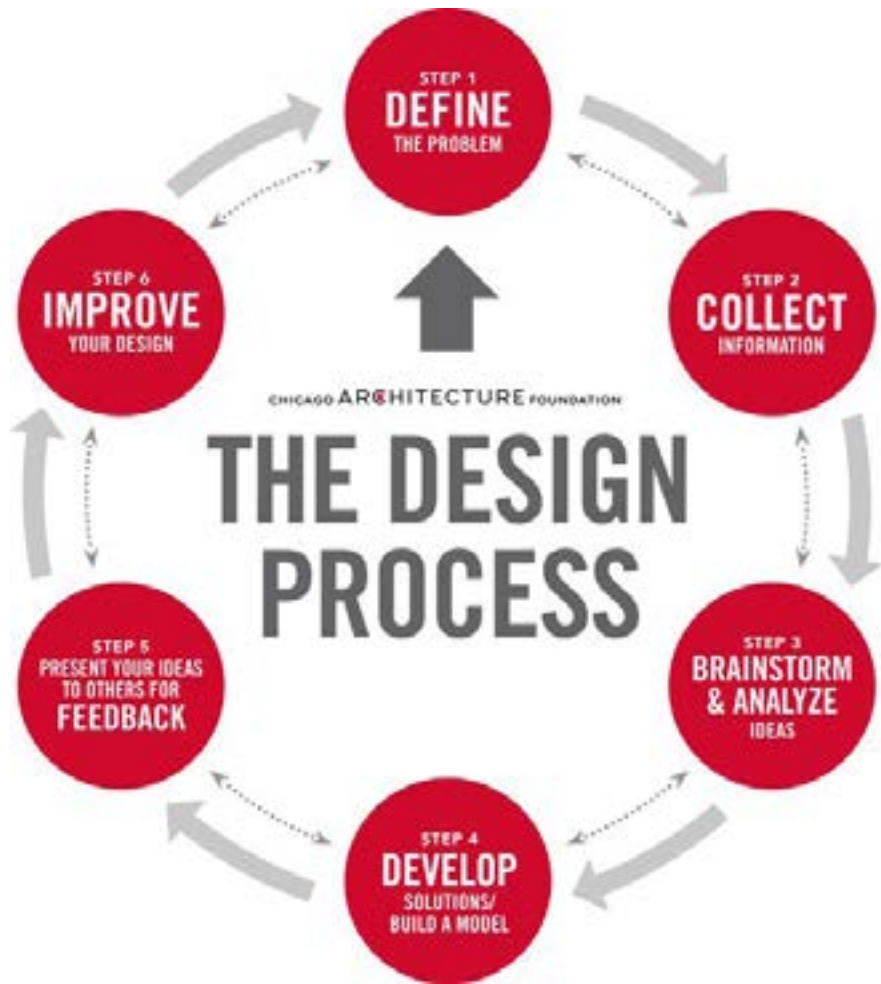 STEP 1
DEFINE
THE PROBLEM
STEP 2
COLLECT
INFORMATION
STEP 3
BRAINSTORM
& ANALYZE
IDEAS
STEP 4
DEVELOP
SOLUTIONS/
BUILD A MODEL
STEP 5
PRESENT YOUR IDEAS
TO OTHERS FOR
FEEDBACK
STEP 6
IMPROVE
YOUR DESIGN
CHICAGO ARCHITECTURE FOUNDATION
THE DESIGN
PROCESS